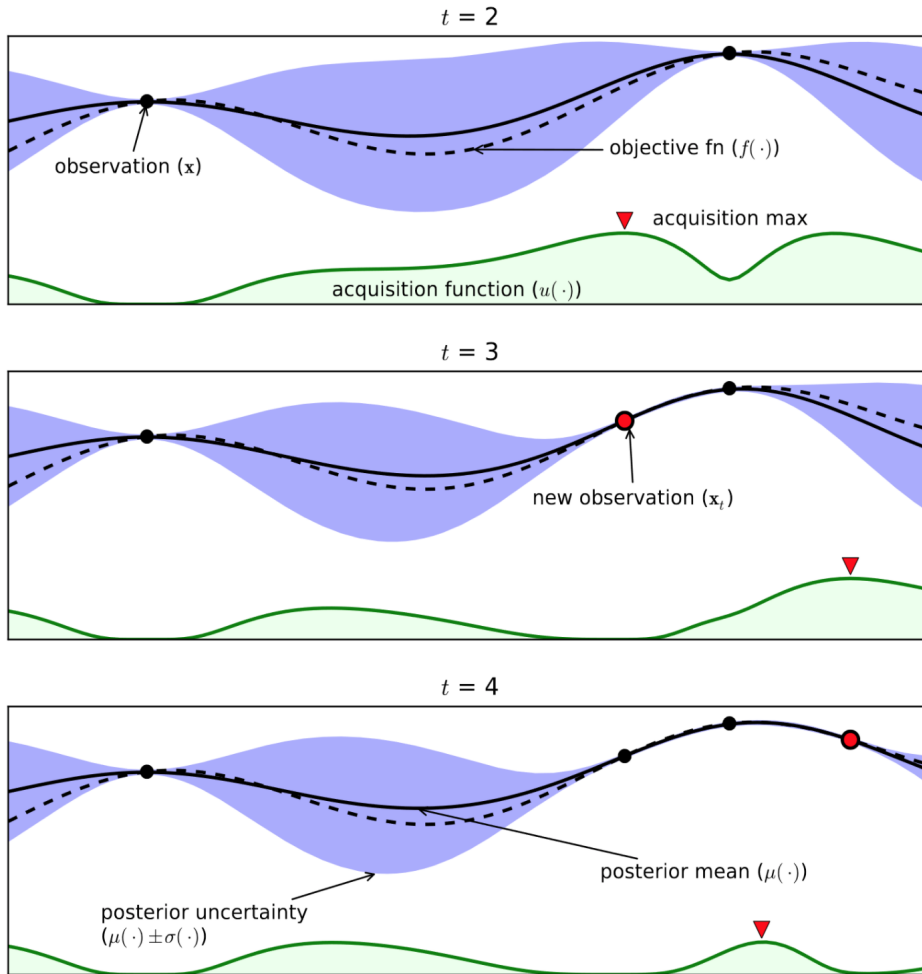 t = 2
observation (x)
objective fn (f(·))
acquisition max
acquisition function (u(·))
t = 3
new observation (xₜ)
t = 4
posterior mean (μ(·))
posterior uncertainty
(μ(·) ±σ(·))